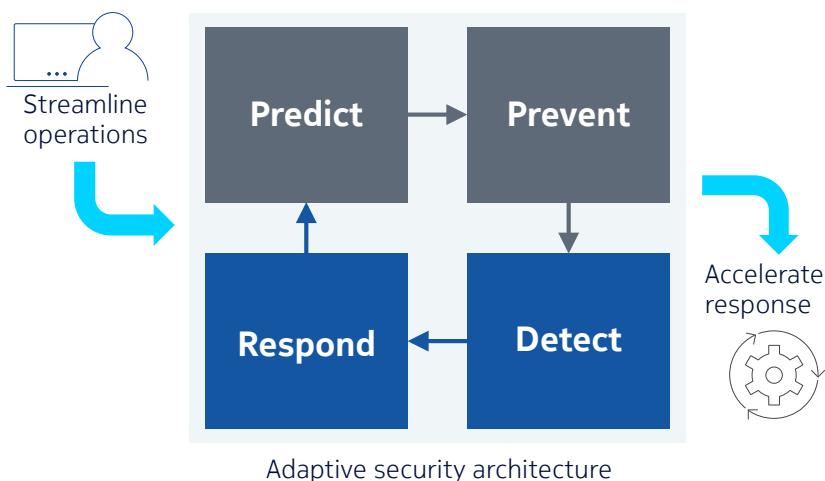 Streamline
operations
Predict
Prevent
Respond
Detect
Accelerate
response
Adaptive security architecture